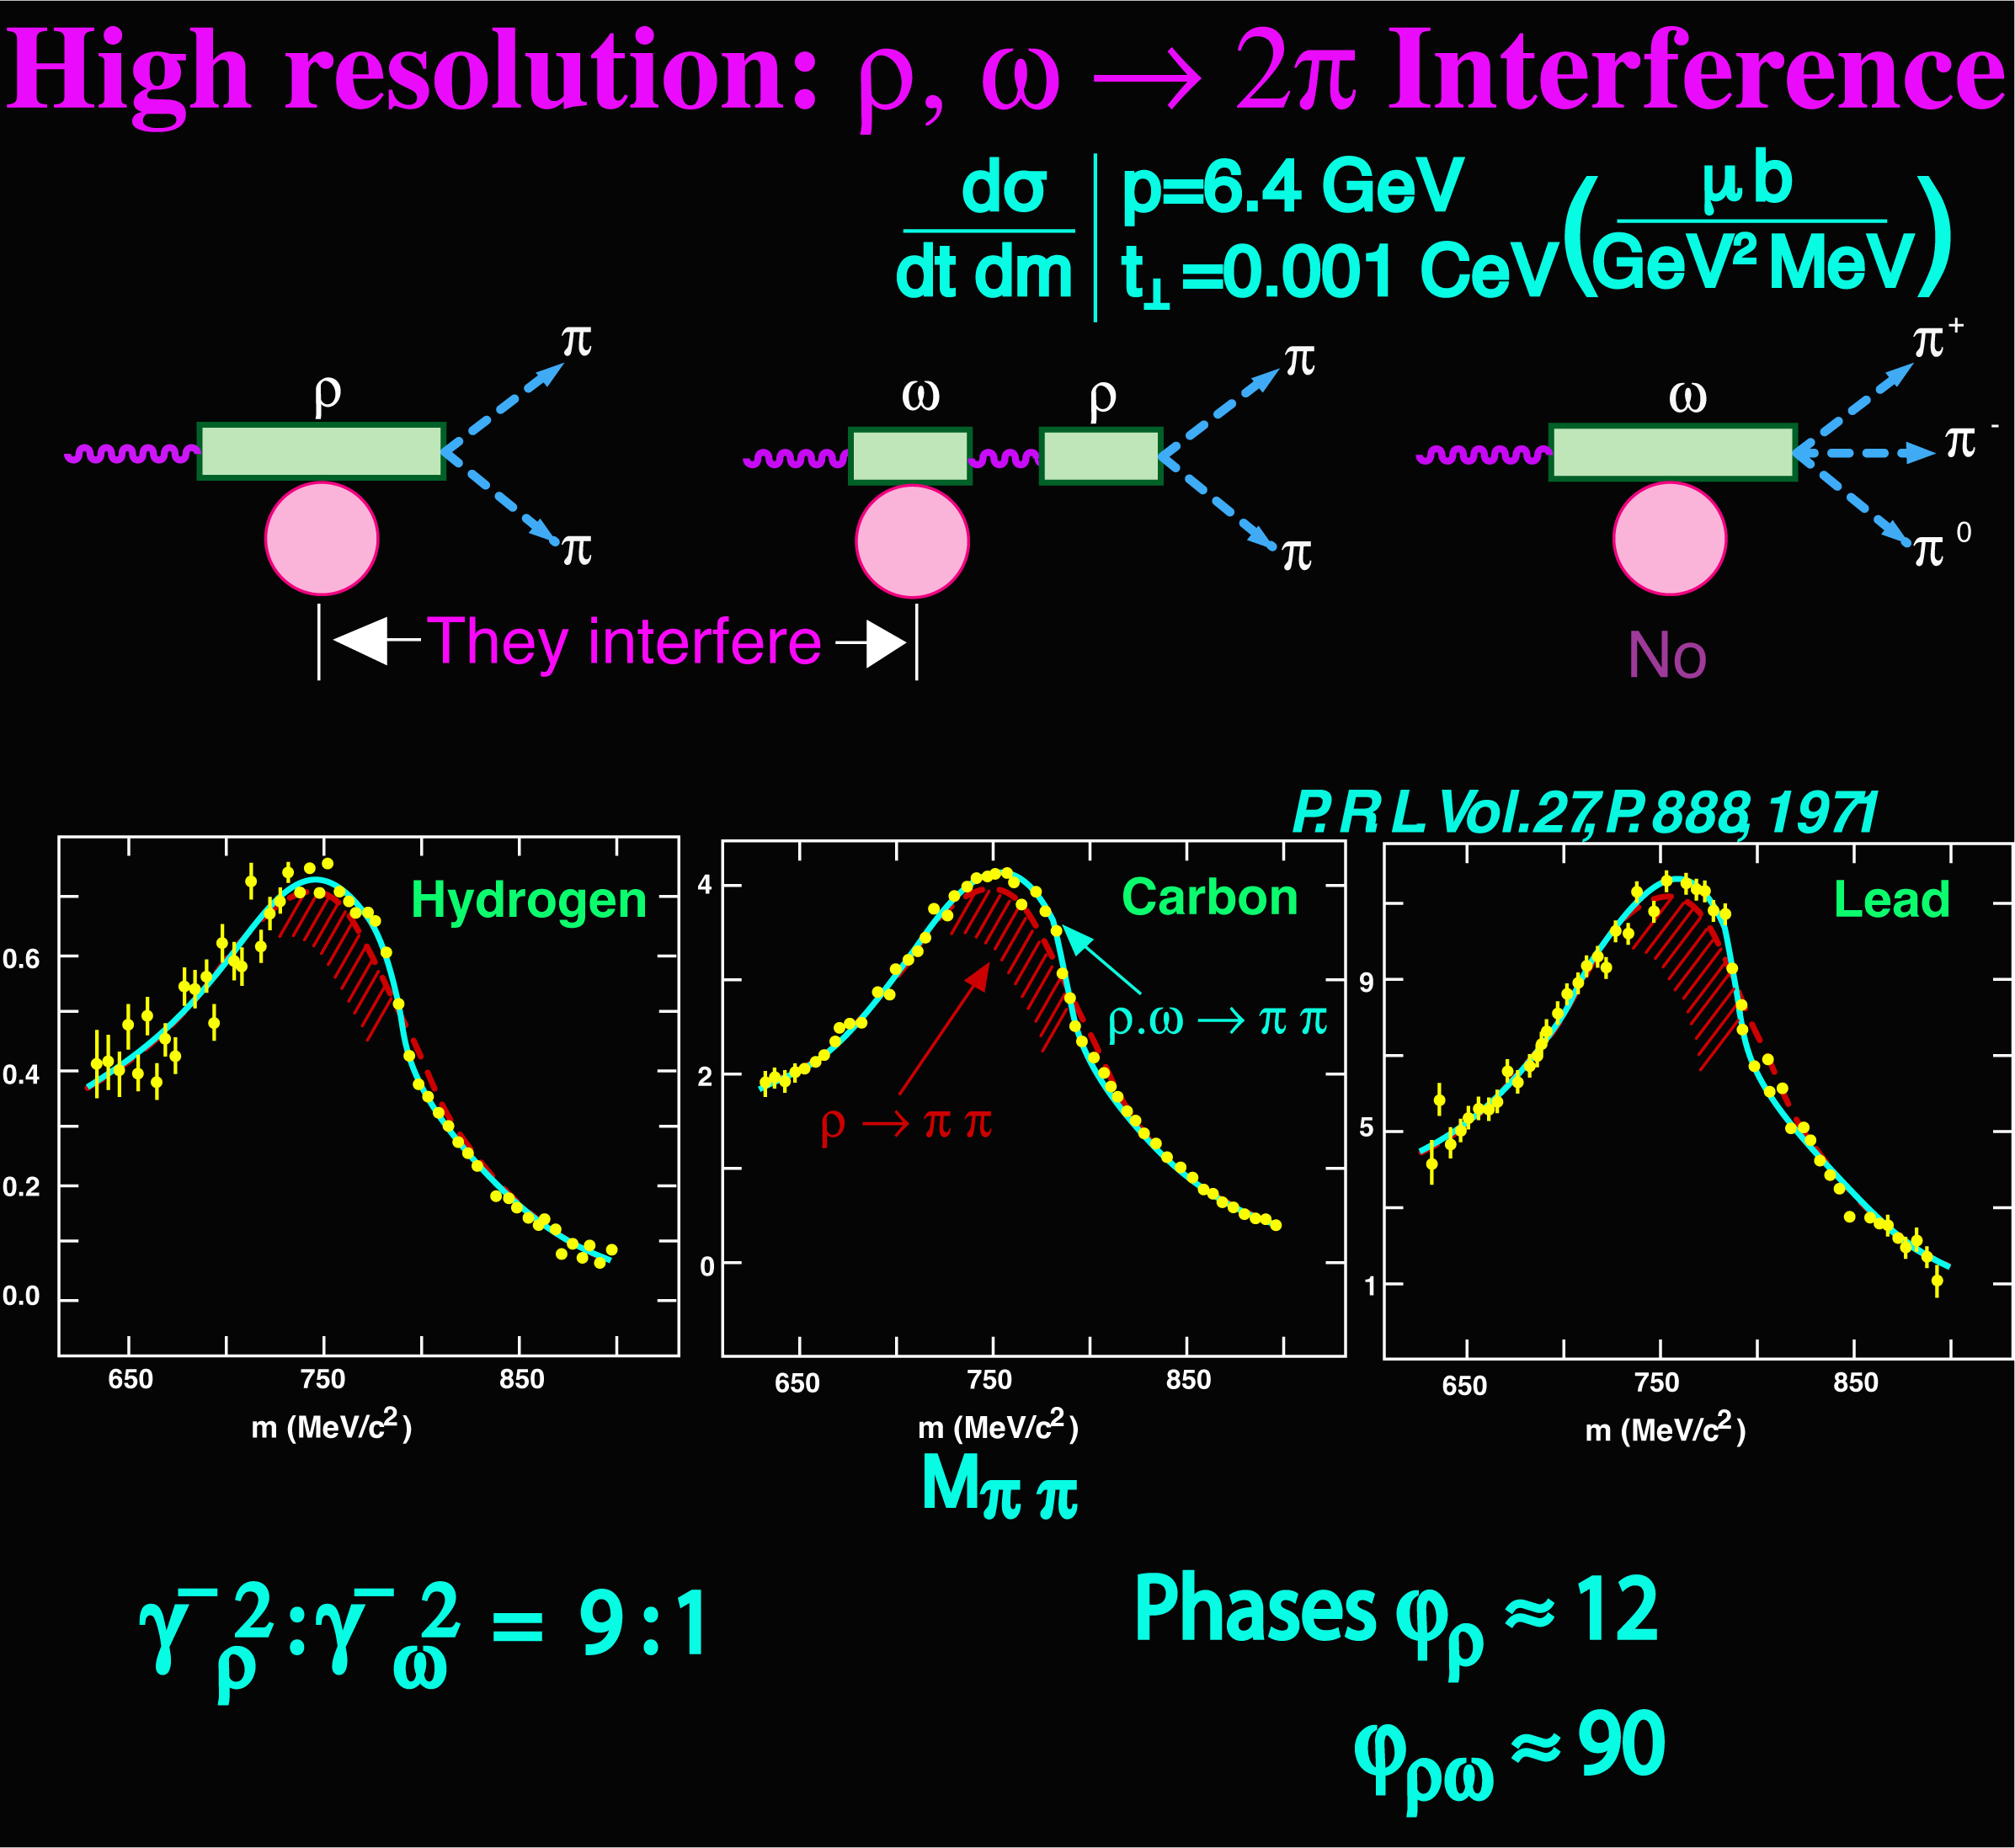 High resolution: ρ, ω → 2π Interference
dσ
dt dm
p=6.4 GeV
t⊥ =0.001 CeV
(μ b
GeV² MeV)
ρ
π
π
ω
ρ
π
π
ω
π⁺
π⁻
π⁰
They interfere
No
P.R.L.Vol.27,P.888,1971
Hydrogen
0.6
0.4
0.2
0.0
650 750 850
m (MeV/c²)
Carbon
4
2
0
ρ.ω → π π
ρ → π π
650 750 850
m (MeV/c²)
Lead
9
5
1
650 750 850
m (MeV/c²)
Mπ π
γ⁻²ρ:γ⁻²ω = 9:1
Phases φρ ≈ 12
φρω ≈ 90